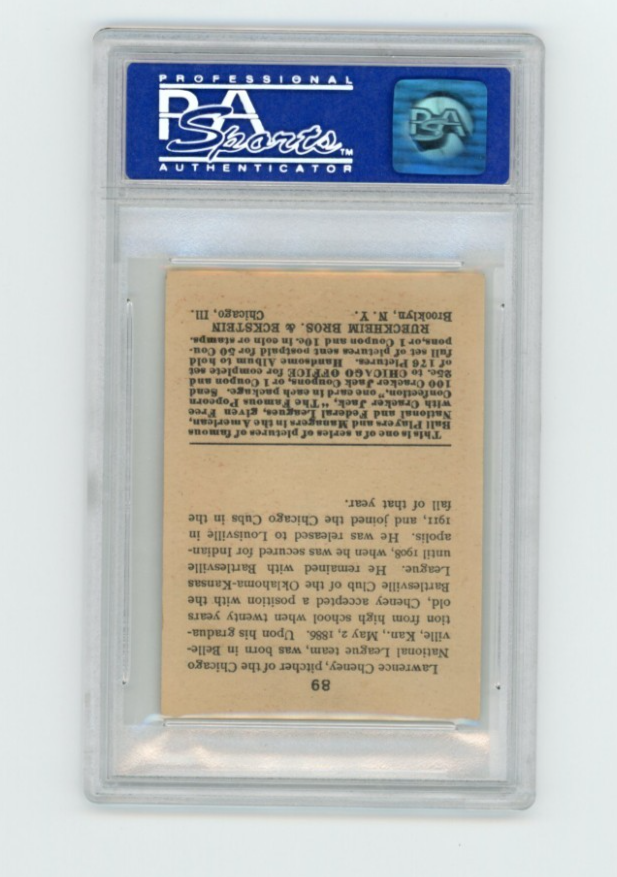 PROFESSIONAL
PSA
Sports™
AUTHENTICATOR
PSA
89
Lawrence Cheney, pitcher of the Chicago
National League team, was born in Belle-
ville, Kan., May 2, 1886. Upon his gradua-
tion from high school when twenty years
old, Cheney accepted a position with the
Bartlesville Club of the Oklahoma-Kansas
League. He remained with Bartlesville
until 1908, when he was secured for Indian-
apolis. He was released to Louisville in
1911, and joined the Chicago Cubs in the
fall of that year.
This is one of a series of pictures of famous
Ball Players and Managers in the American,
National and Federal Leagues, given Free
with Cracker Jack, "The Famous Popcorn
Confection," one card in each package. Send
100 Cracker Jack Coupons, or 1 Coupon and
25c. to CHICAGO OFFICE for complete set
of 176 Pictures. Handsome Album to hold
full set of pictures sent postpaid for 50 Cou-
pons, or 1 Coupon and 10c. in coin or stamps.
RUECKHEIM BROS. & ECKSTEIN
Brooklyn, N. Y. Chicago, Ill.